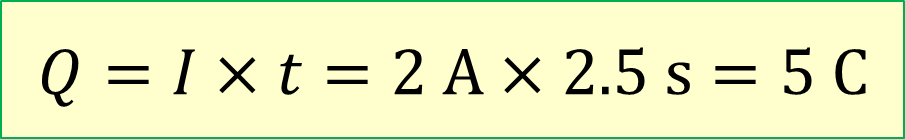 Q = I × t = 2 A × 2.5 s = 5 C